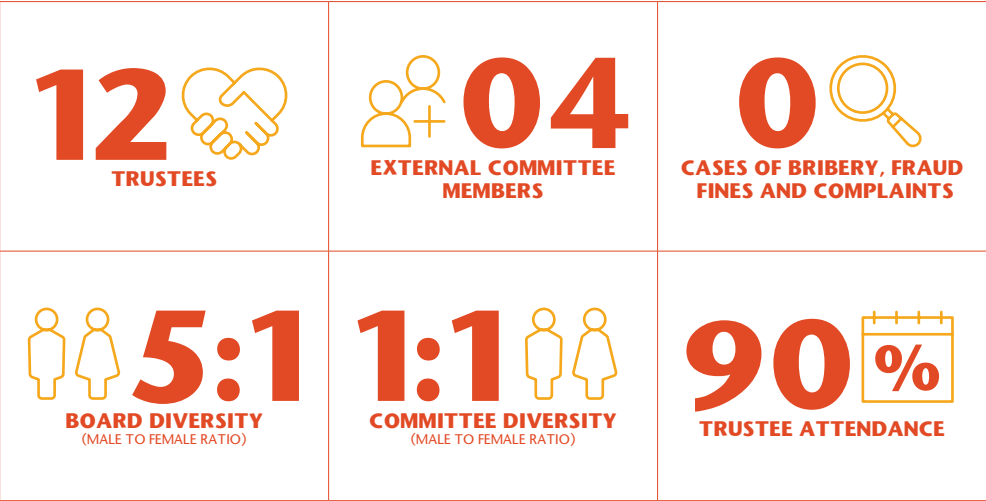 12
TRUSTEES
04
EXTERNAL COMMITTEE
MEMBERS
0
CASES OF BRIBERY, FRAUD
FINES AND COMPLAINTS
5:1
BOARD DIVERSITY
(MALE TO FEMALE RATIO)
1:1
COMMITTEE DIVERSITY
(MALE TO FEMALE RATIO)
90 %
TRUSTEE ATTENDANCE